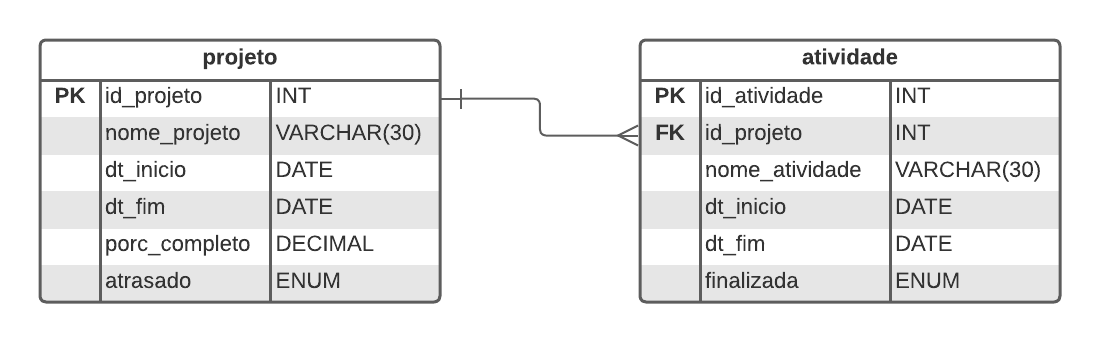 projeto
PK id_projeto INT
nome_projeto VARCHAR(30)
dt_inicio DATE
dt_fim DATE
porc_completo DECIMAL
atrasado ENUM
atividade
PK id_atividade INT
FK id_projeto INT
nome_atividade VARCHAR(30)
dt_inicio DATE
dt_fim DATE
finalizada ENUM